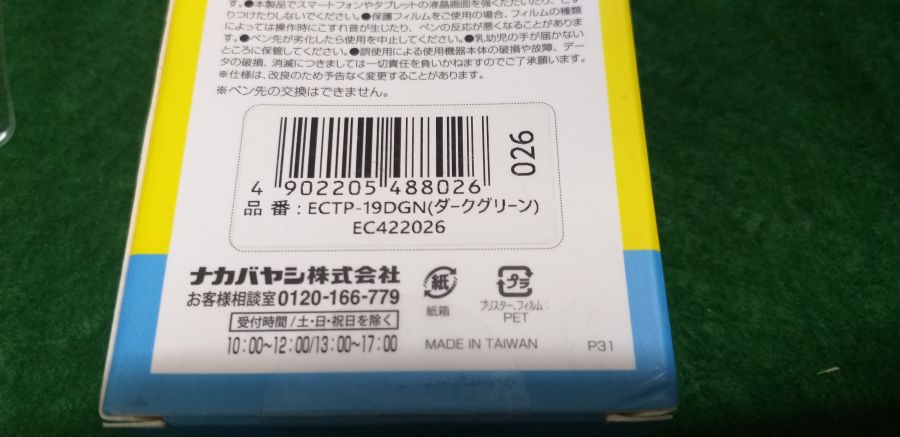 す。●本製品でスマートフォンやタブレットの液晶画面を強くたたいたり、こす
りつけたりしないでください。●保護フィルムをご使用の場合、フィルムの種類
によっては操作時にこすれ音が生じたり、ペンの反応が悪くなることがありま
す。●ペン先が劣化したら使用を中止してください。●乳幼児の手が届かない
ところに保管してください。●誤使用による使用機器本体の破損や故障、デー
タの破損、消滅につきましては一切責任を負いかねますのでご了承願います。
※仕様は、改良のため予告なく変更することがあります。
※ペン先の交換はできません。
026
4 902205 488026
品 番 : ECTP-19DGN(ダークグリーン)
EC422026
ナカバヤシ株式会社
お客様相談室0120-166-779
受付時間/土・日・祝日を除く
10:00~12:00/13:00~17:00
紙
紙箱
プラ
ブリスター、フィルム:
PET
MADE IN TAIWAN
P31